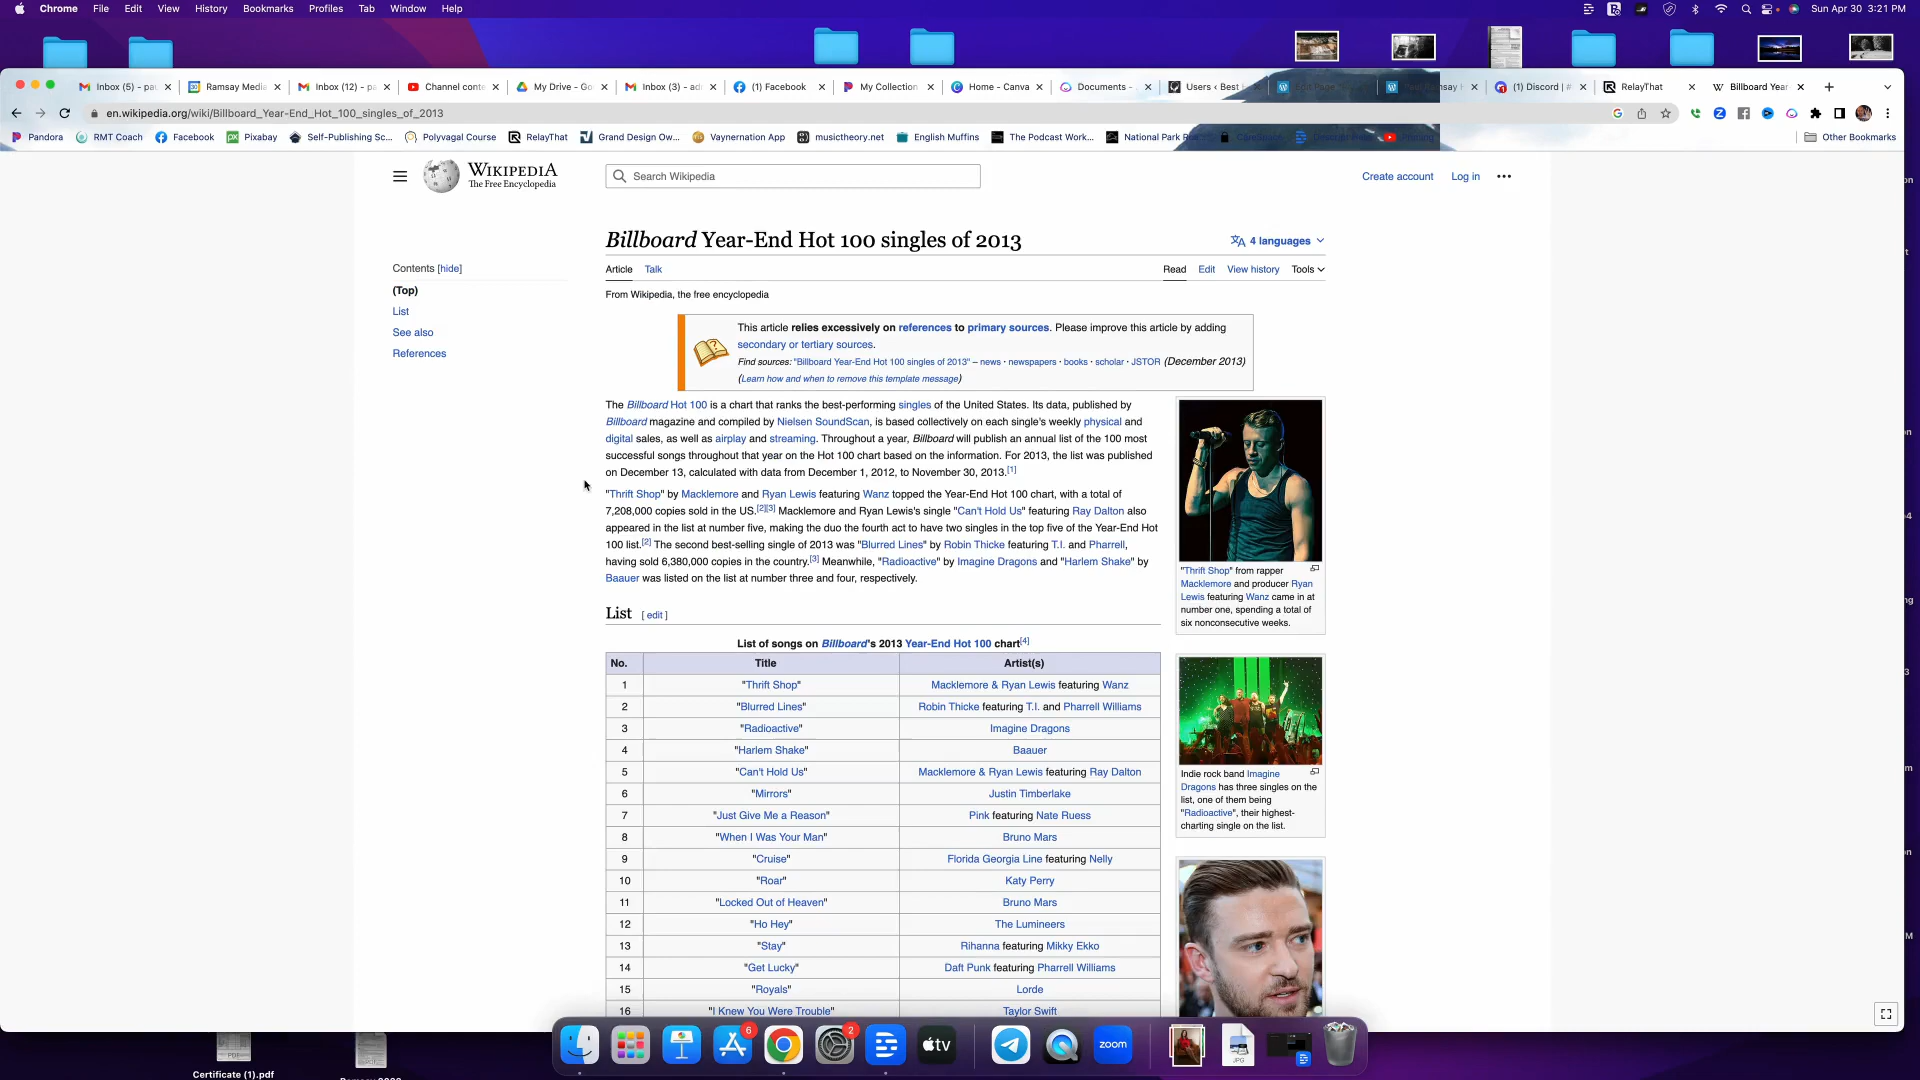 Chrome File Edit View History Bookmarks Profiles Tab Window Help
Sun Apr 30 3:21 PM
Inbox (5) - pau
Ramsay Media
Inbox (12) - pa
Channel conte
My Drive - Go
Inbox (3) - adi
(1) Facebook
My Collection
Home - Canva
Documents -
Users ‹ Best
(1) Discord | #
RelayThat
Billboard Year
en.wikipedia.org/wiki/Billboard_Year-End_Hot_100_singles_of_2013
Pandora
RMT Coach
Facebook
Pixabay
Self-Publishing Sc...
Polyvagal Course
RelayThat
Grand Design Ow...
Vaynernation App
musictheory.net
English Muffins
The Podcast Work...
National Park
Other Bookmarks
WIKIPEDIA
The Free Encyclopedia
Search Wikipedia
Create account
Log in
Billboard Year-End Hot 100 singles of 2013
4 languages
Contents [hide]
(Top)
List
See also
References
Article Talk
Read Edit View history Tools
From Wikipedia, the free encyclopedia
This article relies excessively on references to primary sources. Please improve this article by adding
secondary or tertiary sources.
Find sources: "Billboard Year-End Hot 100 singles of 2013" – news · newspapers · books · scholar · JSTOR (December 2013)
(Learn how and when to remove this template message)
The Billboard Hot 100 is a chart that ranks the best-performing singles of the United States. Its data, published by
Billboard magazine and compiled by Nielsen SoundScan, is based collectively on each single's weekly physical and
digital sales, as well as airplay and streaming. Throughout a year, Billboard will publish an annual list of the 100 most
successful songs throughout that year on the Hot 100 chart based on the information. For 2013, the list was published
on December 13, calculated with data from December 1, 2012, to November 30, 2013.[1]
"Thrift Shop" by Macklemore and Ryan Lewis featuring Wanz topped the Year-End Hot 100 chart, with a total of
7,208,000 copies sold in the US.[2][3] Macklemore and Ryan Lewis's single "Can't Hold Us" featuring Ray Dalton also
appeared in the list at number five, making the duo the fourth act to have two singles in the top five of the Year-End Hot
100 list.[2] The second best-selling single of 2013 was "Blurred Lines" by Robin Thicke featuring T.I. and Pharrell,
having sold 6,380,000 copies in the country.[3] Meanwhile, "Radioactive" by Imagine Dragons and "Harlem Shake" by
Baauer was listed on the list at number three and four, respectively.
"Thrift Shop" from rapper
Macklemore and producer Ryan
Lewis featuring Wanz came in at
number one, spending a total of
six nonconsecutive weeks.
Indie rock band Imagine
Dragons has three singles on the
list, one of them being
"Radioactive", their highest-
charting single on the list.
List [ edit ]
List of songs on Billboard's 2013 Year-End Hot 100 chart[4]
No. Title Artist(s)
1 "Thrift Shop" Macklemore & Ryan Lewis featuring Wanz
2 "Blurred Lines" Robin Thicke featuring T.I. and Pharrell Williams
3 "Radioactive" Imagine Dragons
4 "Harlem Shake" Baauer
5 "Can't Hold Us" Macklemore & Ryan Lewis featuring Ray Dalton
6 "Mirrors" Justin Timberlake
7 "Just Give Me a Reason" Pink featuring Nate Ruess
8 "When I Was Your Man" Bruno Mars
9 "Cruise" Florida Georgia Line featuring Nelly
10 "Roar" Katy Perry
11 "Locked Out of Heaven" Bruno Mars
12 "Ho Hey" The Lumineers
13 "Stay" Rihanna featuring Mikky Ekko
14 "Get Lucky" Daft Punk featuring Pharrell Williams
15 "Royals" Lorde
16 "I Knew You Were Trouble" Taylor Swift
6
2
tv
zoom
JPG
PDF
Certificate (1).pdf